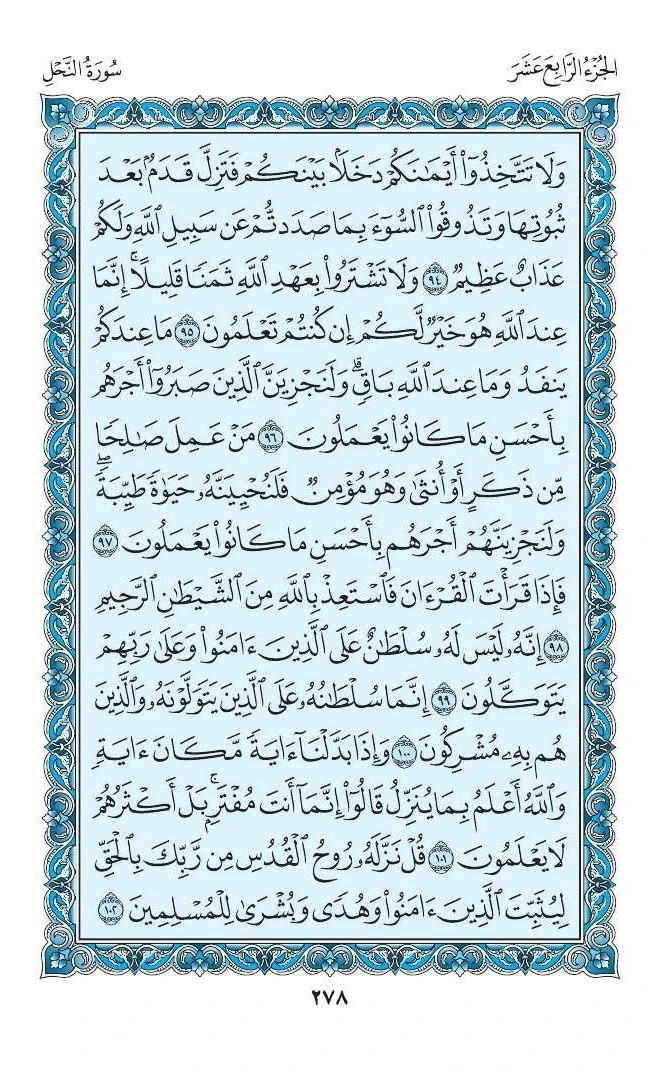 الجُزْءُ الرَّابِعَ عَشَرَ
سُورَةُ النَّحْلِ
وَلَا تَتَّخِذُوٓا۟ أَيْمَٰنَكُمْ دَخَلًۢا بَيْنَكُمْ فَتَزِلَّ قَدَمٌۢ بَعْدَ
ثُبُوتِهَا وَتَذُوقُوا۟ ٱلسُّوٓءَ بِمَا صَدَدتُّمْ عَن سَبِيلِ ٱللَّهِ وَلَكُمْ
عَذَابٌ عَظِيمٌ ٩٤ وَلَا تَشْتَرُوا۟ بِعَهْدِ ٱللَّهِ ثَمَنًا قَلِيلًا ۚ إِنَّمَا
عِندَ ٱللَّهِ هُوَ خَيْرٌ لَّكُمْ إِن كُنتُمْ تَعْلَمُونَ ٩٥ مَا عِندَكُمْ
يَنفَدُ وَمَا عِندَ ٱللَّهِ بَاقٍ ۗ وَلَنَجْزِيَنَّ ٱلَّذِينَ صَبَرُوٓا۟ أَجْرَهُم
بِأَحْسَنِ مَا كَانُوا۟ يَعْمَلُونَ ٩٦ مَنْ عَمِلَ صَٰلِحًا
مِّن ذَكَرٍ أَوْ أُنثَىٰ وَهُوَ مُؤْمِنٌ فَلَنُحْيِيَنَّهُۥ حَيَوٰةً طَيِّبَةً ۖ
وَلَنَجْزِيَنَّهُمْ أَجْرَهُم بِأَحْسَنِ مَا كَانُوا۟ يَعْمَلُونَ ٩٧
فَإِذَا قَرَأْتَ ٱلْقُرْءَانَ فَٱسْتَعِذْ بِٱللَّهِ مِنَ ٱلشَّيْطَٰنِ ٱلرَّجِيمِ
٩٨ إِنَّهُۥ لَيْسَ لَهُۥ سُلْطَٰنٌ عَلَى ٱلَّذِينَ ءَامَنُوا۟ وَعَلَىٰ رَبِّهِمْ
يَتَوَكَّلُونَ ٩٩ إِنَّمَا سُلْطَٰنُهُۥ عَلَى ٱلَّذِينَ يَتَوَلَّوْنَهُۥ وَٱلَّذِينَ
هُم بِهِۦ مُشْرِكُونَ ١٠٠ وَإِذَا بَدَّلْنَآ ءَايَةً مَّكَانَ ءَايَةٍ
وَٱللَّهُ أَعْلَمُ بِمَا يُنَزِّلُ قَالُوٓا۟ إِنَّمَآ أَنتَ مُفْتَرٍۭ ۚ بَلْ أَكْثَرُهُمْ
لَا يَعْلَمُونَ ١٠١ قُلْ نَزَّلَهُۥ رُوحُ ٱلْقُدُسِ مِن رَّبِّكَ بِٱلْحَقِّ
لِيُثَبِّتَ ٱلَّذِينَ ءَامَنُوا۟ وَهُدًى وَبُشْرَىٰ لِلْمُسْلِمِينَ ١٠٢
٢٧٨